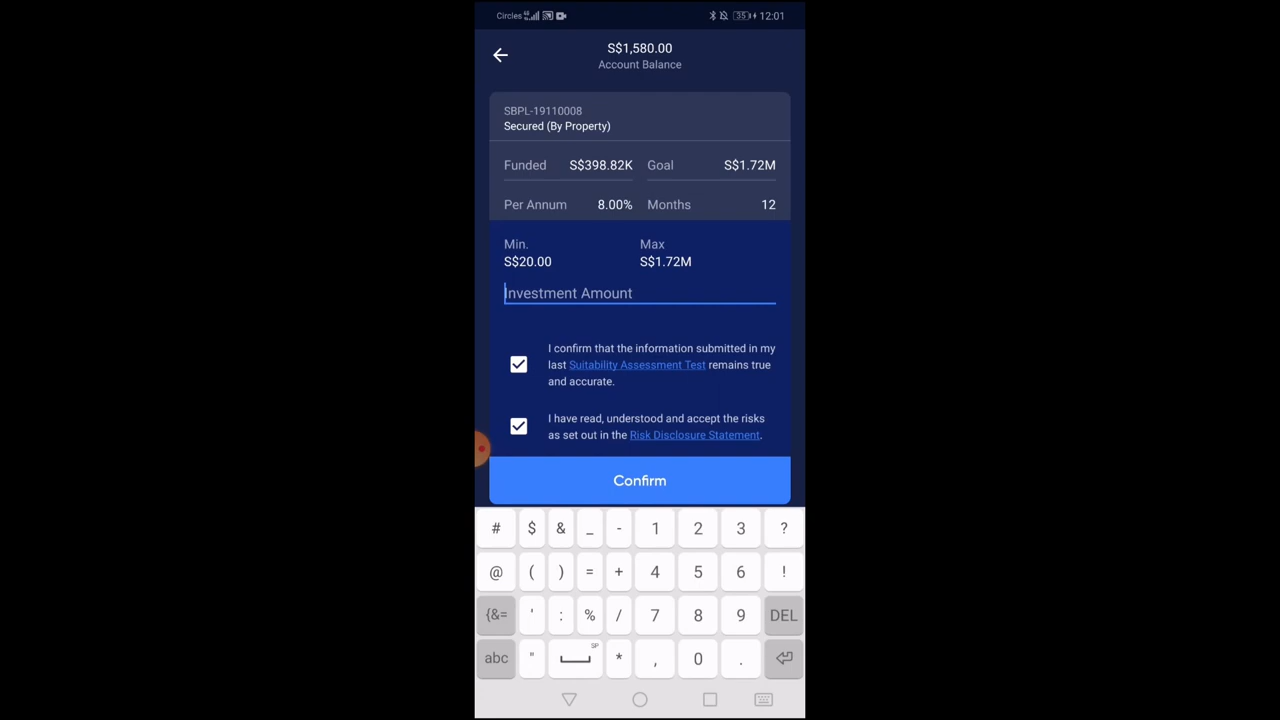 Circles 35 12:01
S$1,580.00
Account Balance
SBPL-19110008
Secured (By Property)
Funded S$398.82K Goal S$1.72M
Per Annum 8.00% Months 12
Min. Max
S$20.00 S$1.72M
Investment Amount
I confirm that the information submitted in my
last Suitability Assessment Test remains true
and accurate.
I have read, understood and accept the risks
as set out in the Risk Disclosure Statement.
Confirm
# $ & _ - 1 2 3 ?
@ ( ) = + 4 5 6 !
{&= ' : % / 7 8 9 DEL
abc " SP * , 0 .